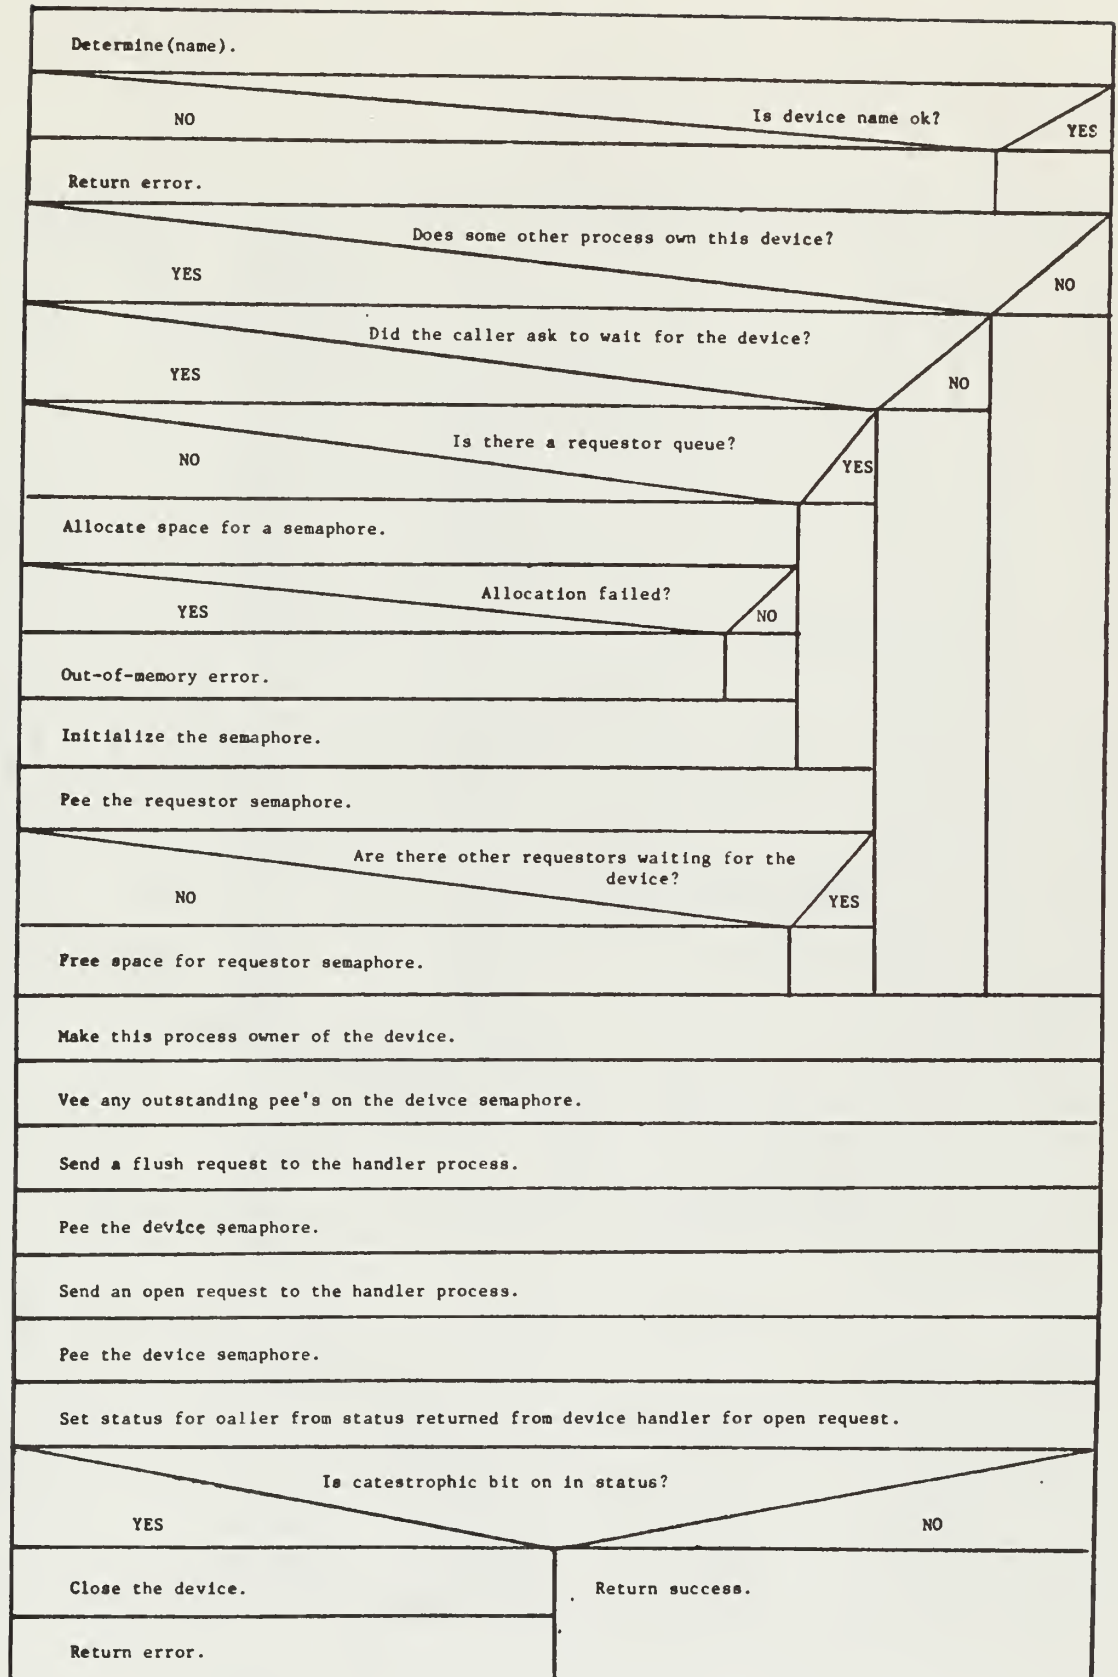 Determine(name).
Is device name ok?
NO
YES
Return error.
Does some other process own this device?
YES
NO
Did the caller ask to wait for the device?
YES
NO
Is there a requestor queue?
NO
YES
Allocate space for a semaphore.
Allocation failed?
YES
NO
Out-of-memory error.
Initialize the semaphore.
Pee the requestor semaphore.
Are there other requestors waiting for the
device?
NO
YES
Free space for requestor semaphore.
Make this process owner of the device.
Vee any outstanding pee's on the deivce semaphore.
Send a flush request to the handler process.
Pee the device semaphore.
Send an open request to the handler process.
Pee the device semaphore.
Set status for caller from status returned from device handler for open request.
Is catestrophic bit on in status?
YES
NO
Close the device.
Return success.
Return error.